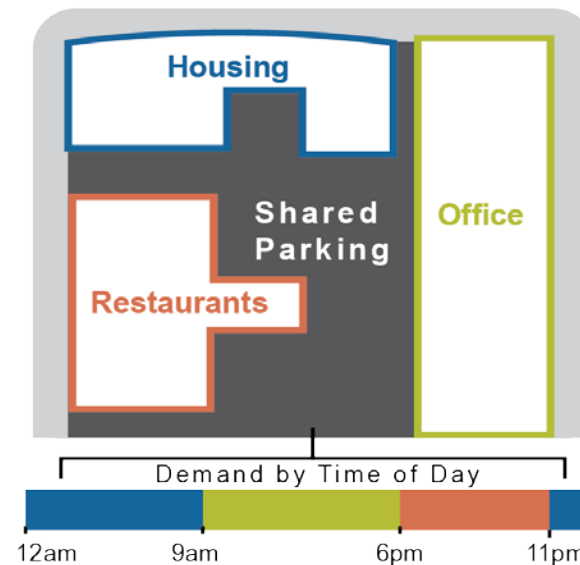 Housing
Shared
Parking
Office
Restaurants
Demand by Time of Day
12am 9am 6pm 11pm